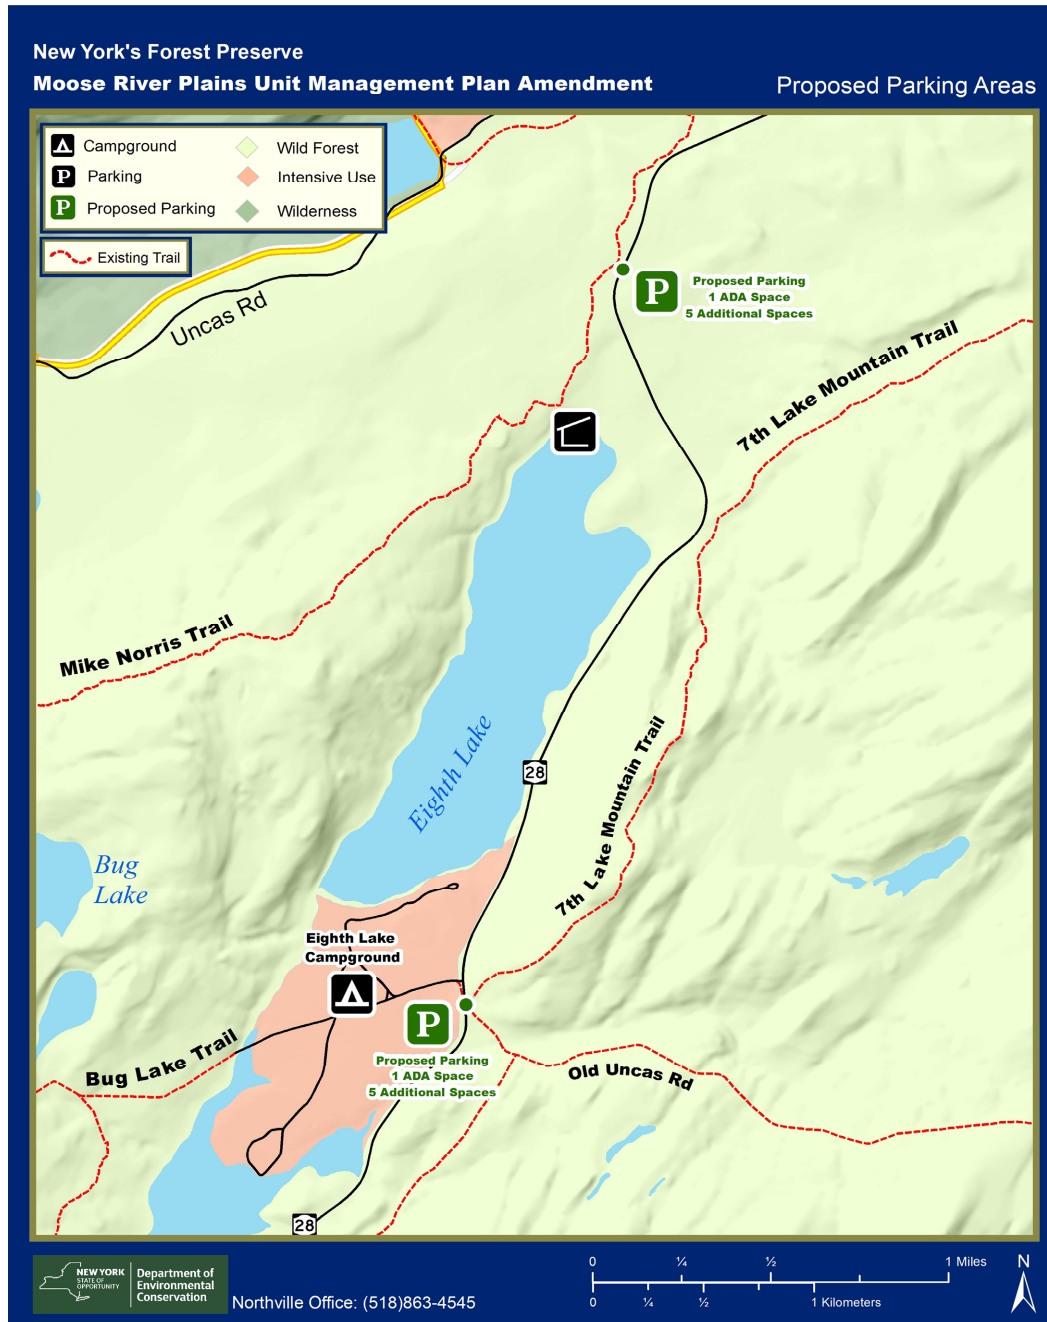 New York's Forest Preserve
Moose River Plains Unit Management Plan Amendment
Proposed Parking Areas
Campground
Wild Forest
P
Parking
Intensive Use
P
Proposed Parking
Wilderness
Existing Trail
Uncas Rd
P
Proposed Parking
1 ADA Space
5 Additional Spaces
7th Lake Mountain Trail
Mike Norris Trail
Eighth Lake
28
7th Lake Mountain Trail
Bug
Lake
Eighth Lake
Campground
P
Bug Lake Trail
Proposed Parking
1 ADA Space
5 Additional Spaces
Old Uncas Rd
28
NEW YORK
STATE OF
OPPORTUNITY
Department of
Environmental
Conservation
Northville Office: (518)863-4545
0 ¼ ½ 1 Miles
0 ¼ ½ 1 Kilometers
N